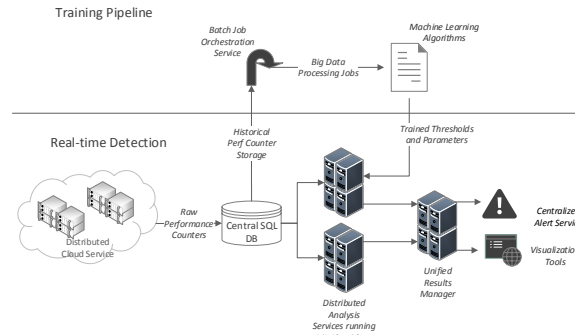 Training Pipeline
Batch Job
Orchestration
Service
Big Data
Processing Jobs
Machine Learning
Algorithms
Historical
Perf Counter
Storage
Trained Thresholds
and Parameters
Real-time Detection
Distributed
Cloud Service
Raw
Performance
Counters
Central SQL
DB
Distributed
Analysis
Services running
Unified
Results
Manager
Centralize
Alert Servi
Visualization
Tools